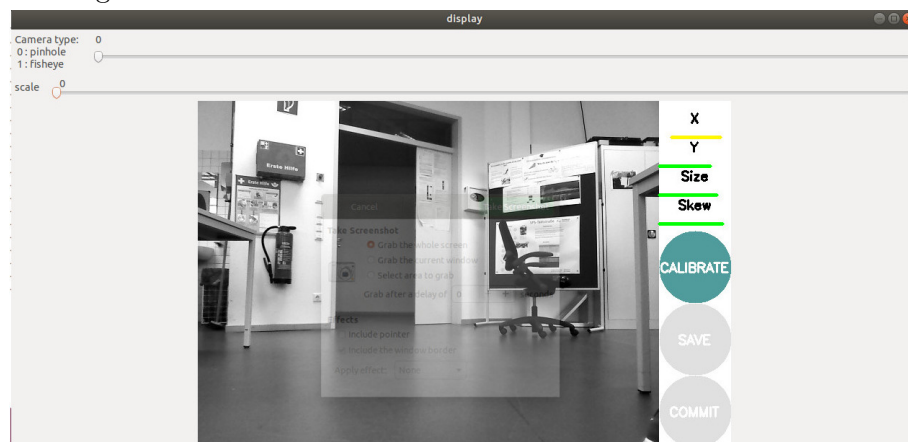 display
Camera type: 0
0 : pinhole
1 : fisheye
scale 0
X
Y
Size
Skew
CALIBRATE
SAVE
COMMIT
Erste Hilfe
Cancel
Take Screenshot
Grab the whole screen
Grab the current window
Select area to grab
Grab after a delay of 0
Effects
Include pointer
Include the window border
Apply effect: None